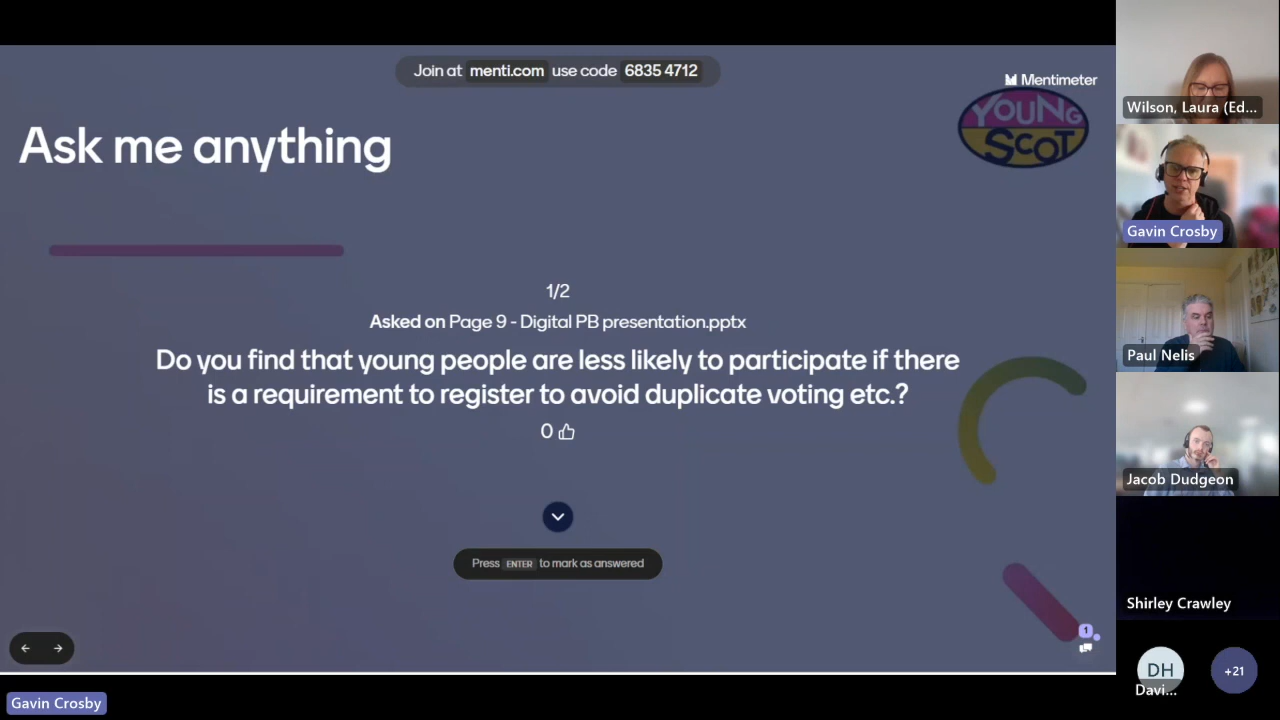 Join at menti.com use code 6835 4712
Mentimeter
YOUNG
SCOT
Ask me anything
1/2
Asked on Page 9 - Digital PB presentation.pptx
Do you find that young people are less likely to participate if there
is a requirement to register to avoid duplicate voting etc.?
0
Press ENTER to mark as answered
1
Gavin Crosby
Wilson, Laura (Ed...
Gavin Crosby
Paul Nelis
Jacob Dudgeon
Shirley Crawley
DH
Davi...
+21